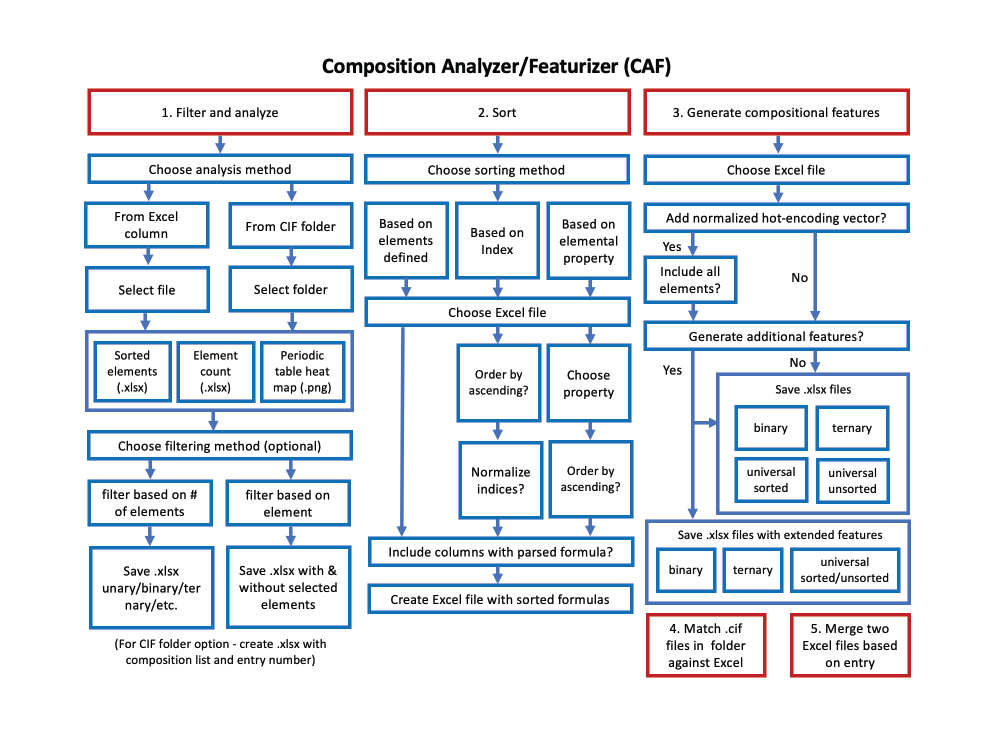 Composition Analyzer/Featurizer (CAF)
1. Filter and analyze
Choose analysis method
From Excel
column
From CIF folder
Select file
Select folder
Sorted
elements
(.xlsx)
Element
count
(.xlsx)
Periodic
table heat
map (.png)
Choose filtering method (optional)
filter based on #
of elements
filter based on
element
Save .xlsx
unary/binary/ter
nary/etc.
Save .xlsx with &
without selected
elements
(For CIF folder option - create .xlsx with
composition list and entry number)
2. Sort
Choose sorting method
Based on
elements
defined
Based on
Index
Based on
elemental
property
Choose Excel file
Order by
ascending?
Choose
property
Normalize
indices?
Order by
ascending?
Include columns with parsed formula?
Create Excel file with sorted formulas
3. Generate compositional features
Choose Excel file
Add normalized hot-encoding vector?
Yes
Include all
elements?
No
Generate additional features?
Yes
No
Save .xlsx files
binary
ternary
universal
sorted
universal
unsorted
Save .xlsx files with extended features
binary
ternary
universal
sorted/unsorted
4. Match .cif
files in folder
against Excel
5. Merge two
Excel files based
on entry